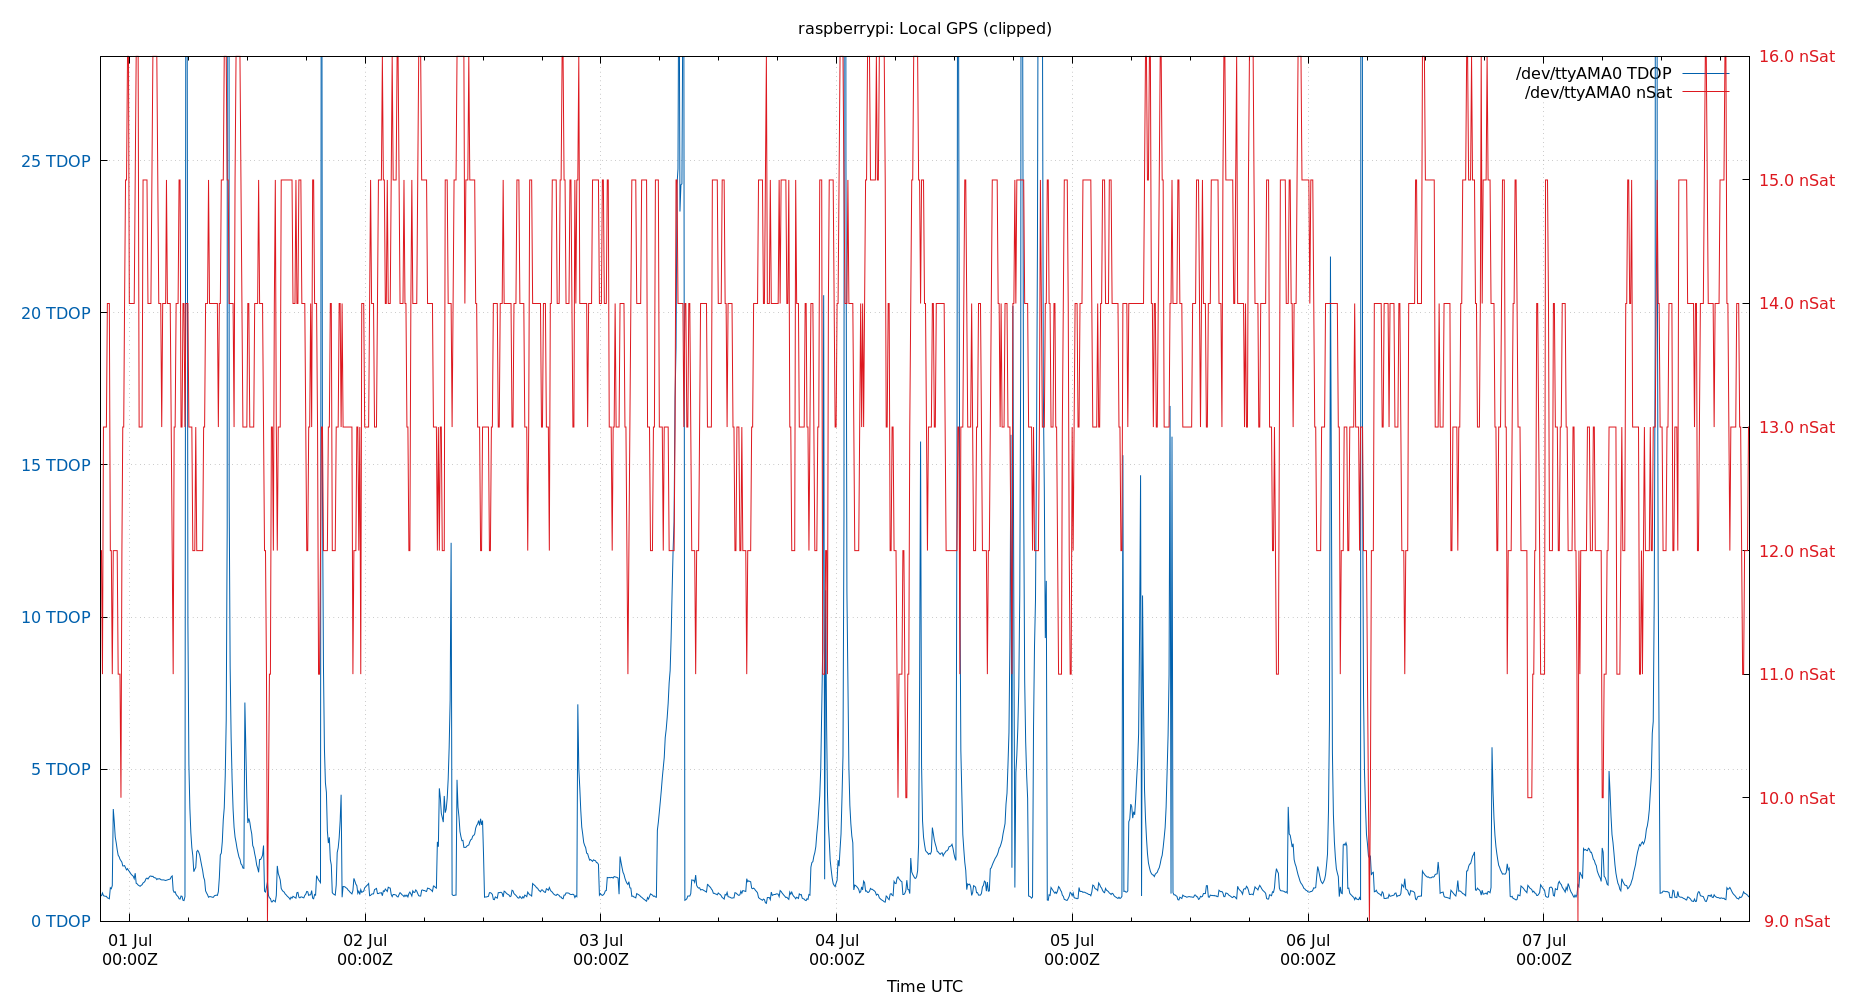 raspberrypi: Local GPS (clipped)
/dev/ttyAMA0 TDOP
/dev/ttyAMA0 nSat
25 TDOP
20 TDOP
15 TDOP
10 TDOP
5 TDOP
0 TDOP
16.0 nSat
15.0 nSat
14.0 nSat
13.0 nSat
12.0 nSat
11.0 nSat
10.0 nSat
9.0 nSat
01 Jul
00:00Z
02 Jul
00:00Z
03 Jul
00:00Z
04 Jul
00:00Z
05 Jul
00:00Z
06 Jul
00:00Z
07 Jul
00:00Z
Time UTC